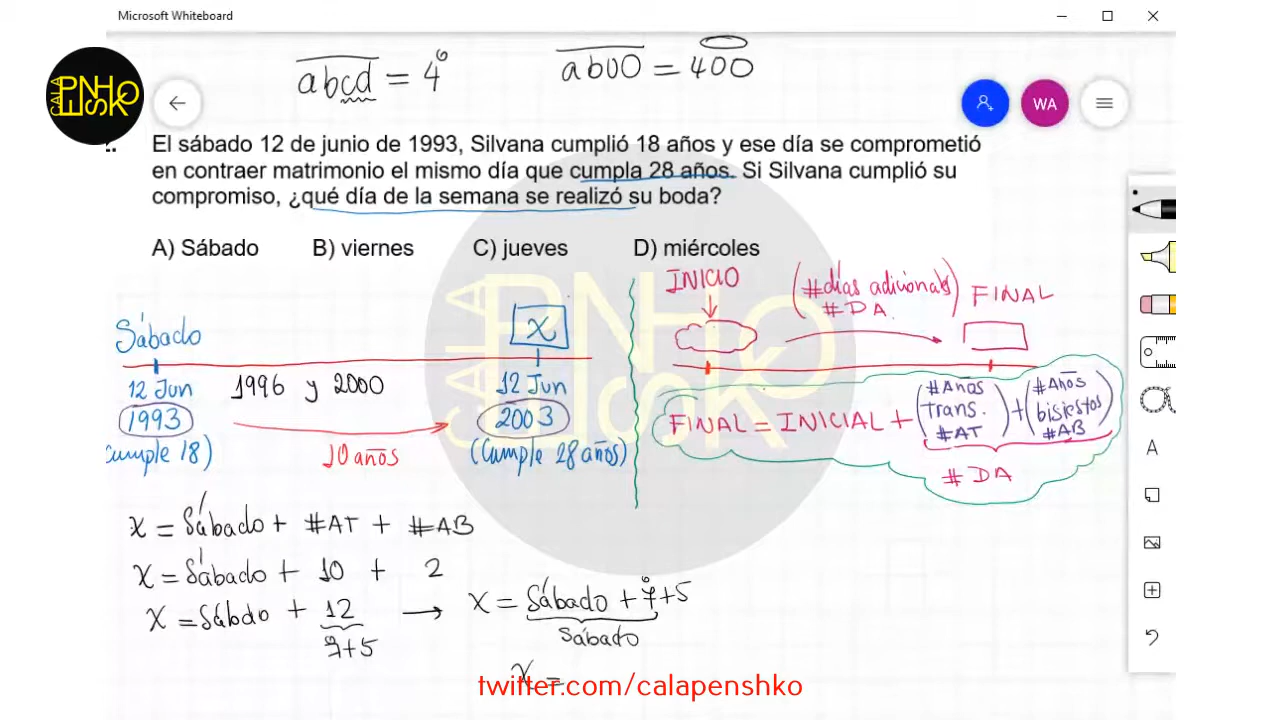 Microsoft Whiteboard
abcd = 4°
ab00 = 400
CALA PENHOSK
WA
El sábado 12 de junio de 1993, Silvana cumplió 18 años y ese día se comprometió
en contraer matrimonio el mismo día que cumpla 28 años. Si Silvana cumplió su
compromiso, ¿qué día de la semana se realizó su boda?
A) Sábado B) viernes C) jueves D) miércoles
INICIO
(#días adicionales)
#DA.
FINAL
Sábado
x
12 Jun
1996 y 2000
12 Jun
1993
2003
(cumple 18)
10 años
(Cumple 28 años)
FINAL = INICIAL + (#Años trans. #AT) + (#Años bisiestos #AB)
#DA
x = Sábado + #AT + #AB
x = Sábado + 10 + 2
x = Sábdo + 12
7+5
x = Sábado + 7° + 5
Sábado
x =
twitter.com/calapenshko